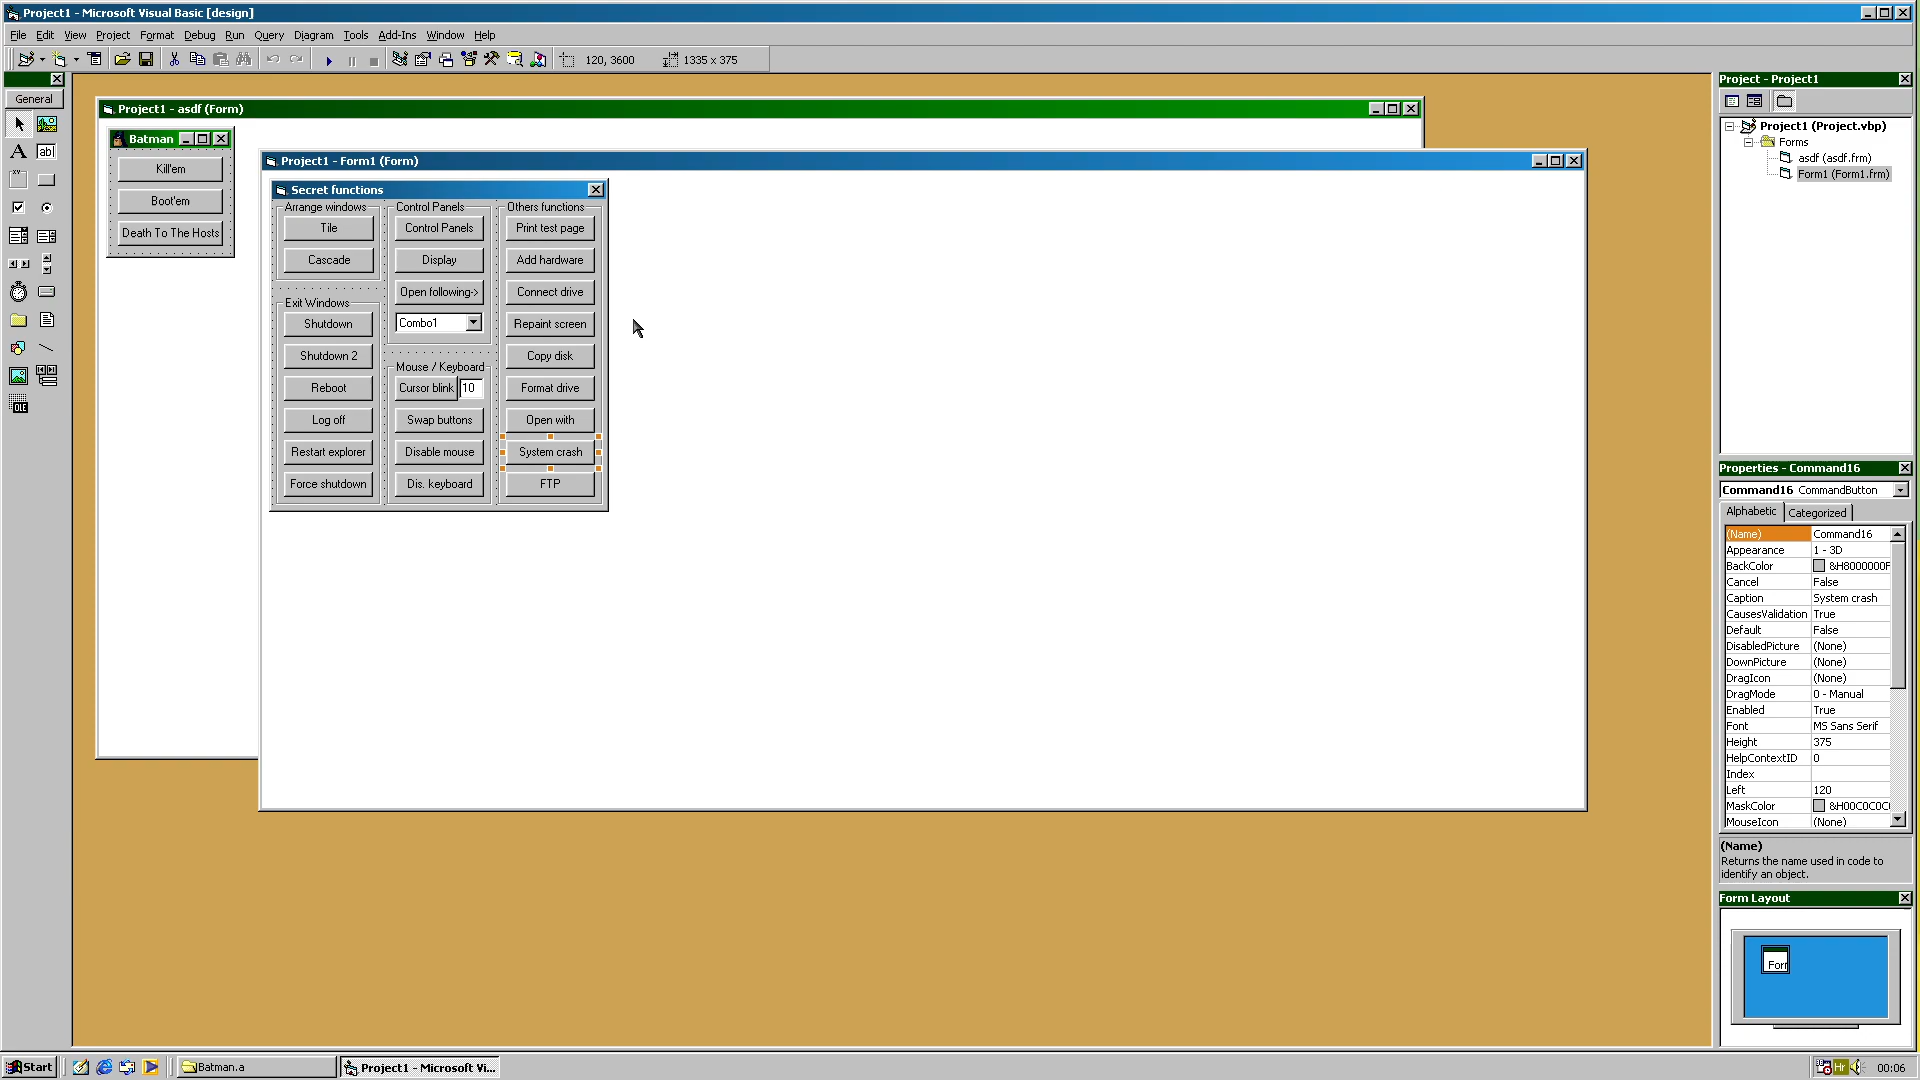 Project1 - Microsoft Visual Basic [design]
File Edit View Project Format Debug Run Query Diagram Tools Add-Ins Window Help
120, 3600
1335 x 375
General
A
ab|
xv
OLE
Project1 - asdf (Form)
Batman
Kill'em
Boot'em
Death To The Hosts
Project1 - Form1 (Form)
Secret functions
Arrange windows
Tile
Cascade
Exit Windows
Shutdown
Shutdown 2
Reboot
Log off
Restart explorer
Force shutdown
Control Panels
Control Panels
Display
Open following->
Combo1
Mouse / Keyboard
Cursor blink 10
Swap buttons
Disable mouse
Dis. keyboard
Others functions
Print test page
Add hardware
Connect drive
Repaint screen
Copy disk
Format drive
Open with
System crash
FTP
Project - Project1
Project1 (Project.vbp)
Forms
asdf (asdf.frm)
Form1 (Form1.frm)
Properties - Command16
Command16 CommandButton
Alphabetic Categorized
(Name) Command16
Appearance 1 - 3D
BackColor &H8000000F
Cancel False
Caption System crash
CausesValidation True
Default False
DisabledPicture (None)
DownPicture (None)
DragIcon (None)
DragMode 0 - Manual
Enabled True
Font MS Sans Serif
Height 375
HelpContextID 0
Index
Left 120
MaskColor &H00C0C0C(
MouseIcon (None)
(Name)
Returns the name used in code to
identify an object.
Form Layout
For
Start
Batman.a
Project1 - Microsoft Vi...
Hr
00:06